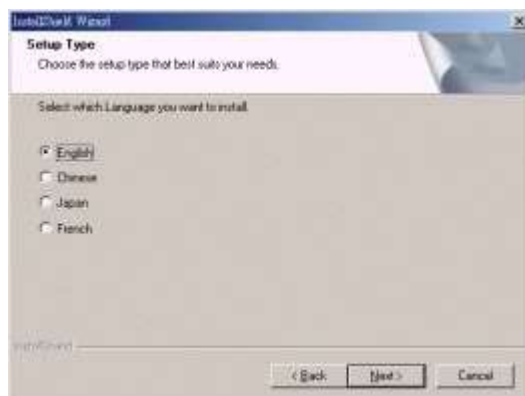 InstallShield Wizard
Setup Type
Choose the setup type that best suits your needs.
Select which Language you want to install.
English
Chinese
Japan
French
InstallShield
< Back
Next >
Cancel